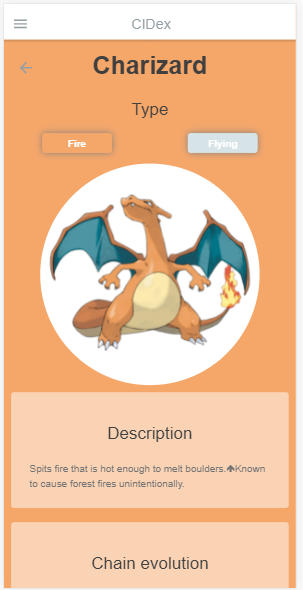 CIDex
Charizard
Type
Fire
Flying
Description
Spits fire that is hot enough to melt boulders.🡅Known
to cause forest fires unintentionally.
Chain evolution